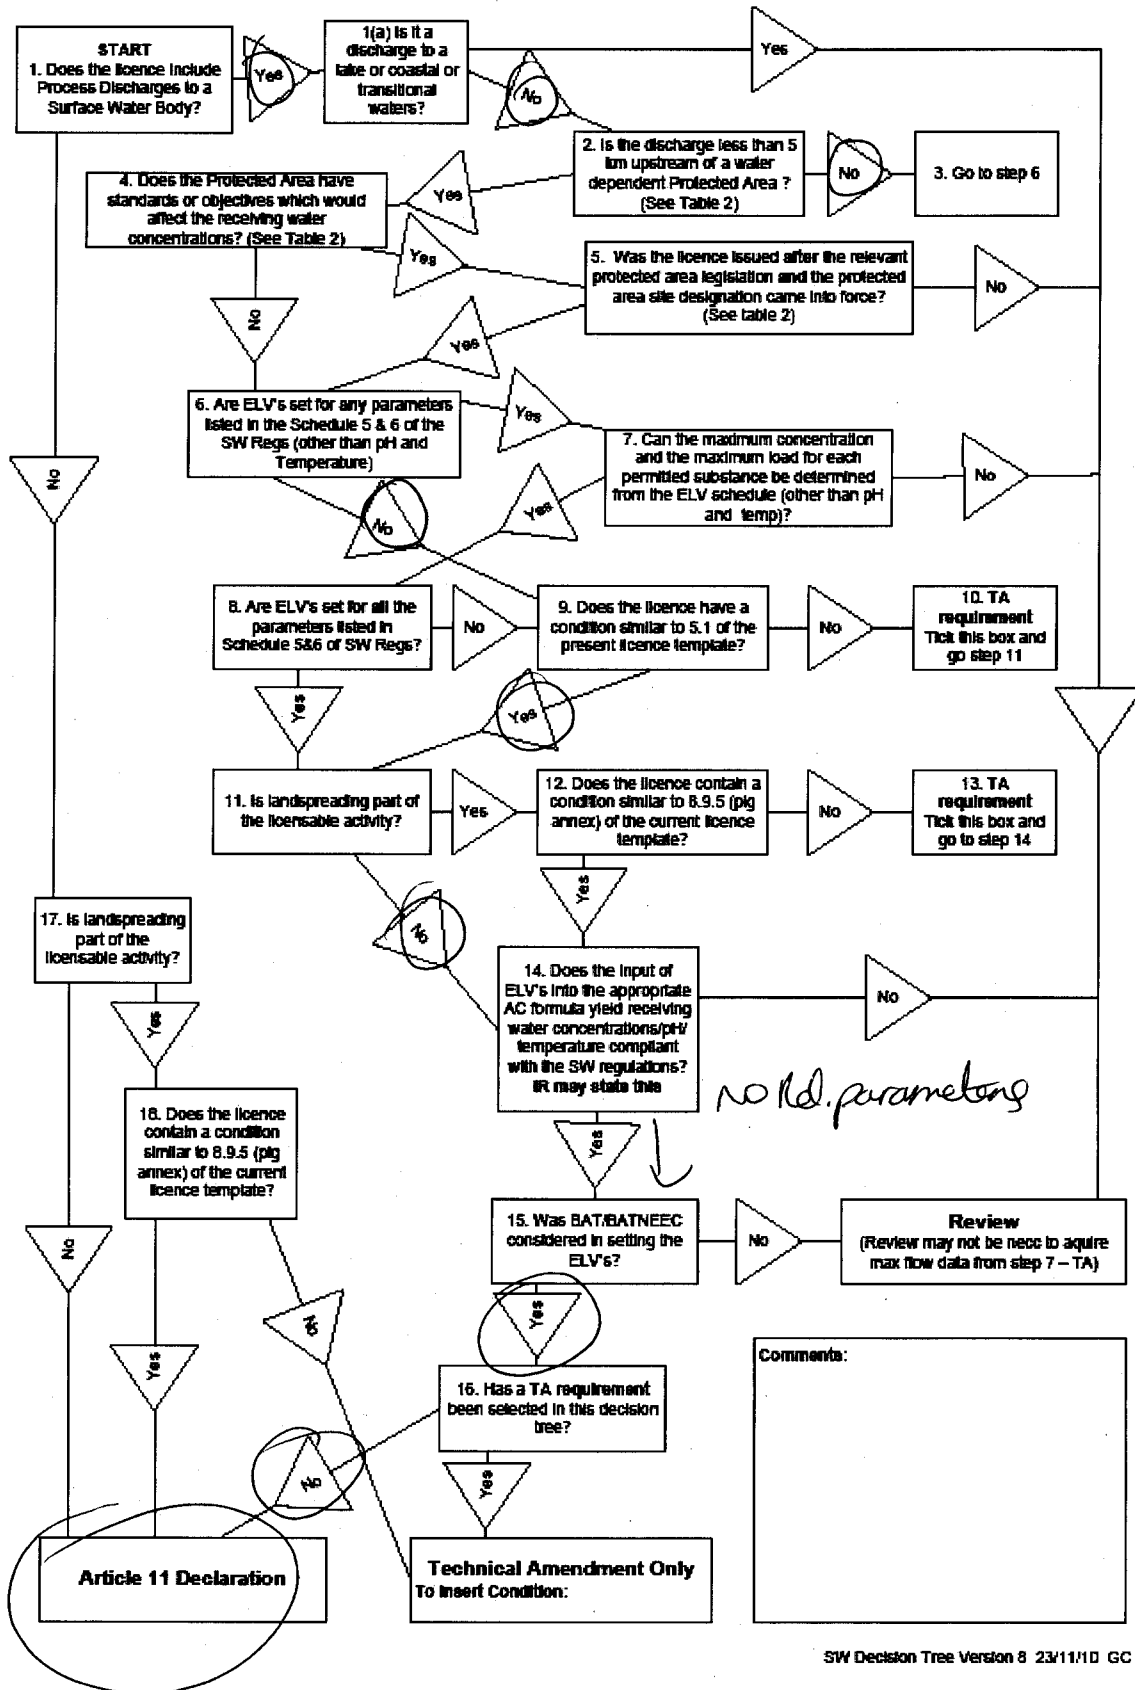 START
1. Does the licence include
Process Discharges to a
Surface Water Body?
Yes
1(a) Is it a
discharge to a
lake or coastal or
transitional
waters?
Yes
No
2. Is the discharge less than 5
km upstream of a water
dependent Protected Area ?
(See Table 2)
No
3. Go to step 6
Yes
4. Does the Protected Area have
standards or objectives which would
affect the receiving water
concentrations? (See Table 2)
Yes
No
5. Was the licence issued after the relevant
protected area legislation and the protected
area site designation came into force?
(See table 2)
No
Yes
6. Are ELV's set for any parameters
listed in the Schedule 5 & 6 of the
SW Regs (other than pH and
Temperature)
Yes
No
7. Can the maximum concentration
and the maximum load for each
permitted substance be determined
from the ELV schedule (other than pH
and temp)?
No
Yes
No
8. Are ELV's set for all the
parameters listed in
Schedule 5&6 of SW Regs?
No
9. Does the licence have a
condition similar to 5.1 of the
present licence template?
No
10. TA
requirement
Tick this box and
go step 11
Yes
Yes
11. Is landspreading part of
the licensable activity?
Yes
12. Does the licence contain a
condition similar to 8.9.5 (pig
annex) of the current licence
template?
No
13. TA
requirement
Tick this box and
go to step 14
Yes
No
17. Is landspreading
part of the
licensable activity?
14. Does the input of
ELV's into the appropriate
AC formula yield receiving
water concentrations/pH/
temperature compliant
with the SW regulations?
IR may state this
No
Yes
No Rel. parameters
18. Does the licence
contain a condition
similar to 8.9.5 (pig
annex) of the current
licence template?
Yes
15. Was BAT/BATNEEC
considered in setting the
ELV's?
No
Review
(Review may not be necc to aquire
max flow data from step 7 – TA)
No
No
Yes
Yes
Comments:
16. Has a TA requirement
been selected in this decision
tree?
No
Yes
Article 11 Declaration
Technical Amendment Only
To Insert Condition:
SW Decision Tree Version 8 23/11/10 GC